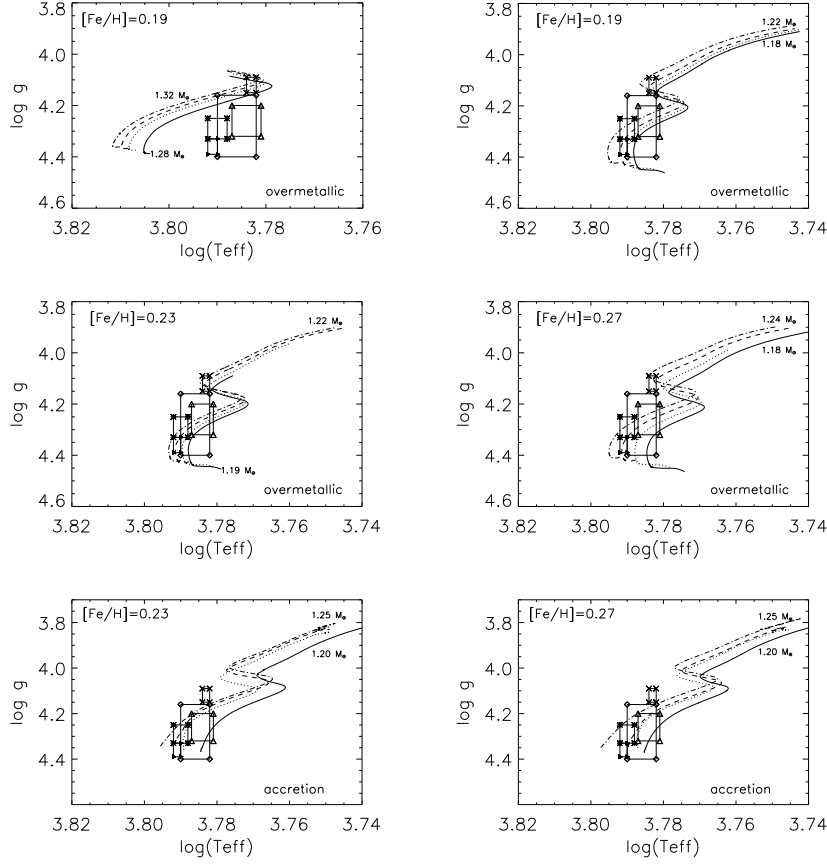 [Fe/H]=0.19
4.0
4.2
4.4
4.6
log g
1.32 M⊙
1.28 M⊙
overmetallic
3.82 3.80 3.78 3.76
log(Teff)
[Fe/H]=0.19
3.8
4.0
4.2
4.4
4.6
log g
1.22 M⊙
1.18 M⊙
overmetallic
3.82 3.80 3.78 3.76 3.74
log(Teff)
[Fe/H]=0.23
3.8
4.0
4.2
4.4
4.6
log g
1.22 M⊙
1.19 M⊙
overmetallic
3.82 3.80 3.78 3.76 3.74
log(Teff)
[Fe/H]=0.27
3.8
4.0
4.2
4.4
4.6
log g
1.24 M⊙
1.18 M⊙
overmetallic
3.82 3.80 3.78 3.76 3.74
log(Teff)
[Fe/H]=0.23
3.8
4.0
4.2
4.4
log g
1.25 M⊙
1.20 M⊙
accretion
3.82 3.80 3.78 3.76 3.74
log(Teff)
[Fe/H]=0.27
3.8
4.0
4.2
4.4
log g
1.25 M⊙
1.20 M⊙
accretion
3.82 3.80 3.78 3.76 3.74
log(Teff)